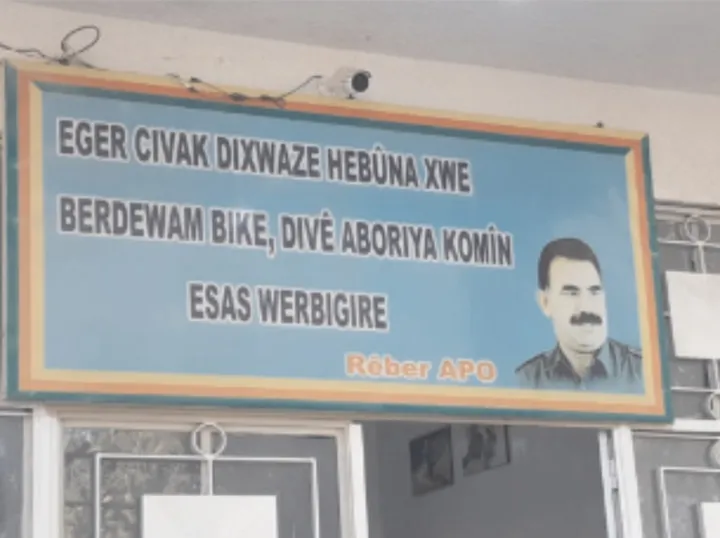 EGER CIVAK DIXWAZE HEBÛNA XWE
BERDEWAM BIKE, DIVÊ ABORIYA KOMÎN
ESAS WERBIGIRE
Rêber APO